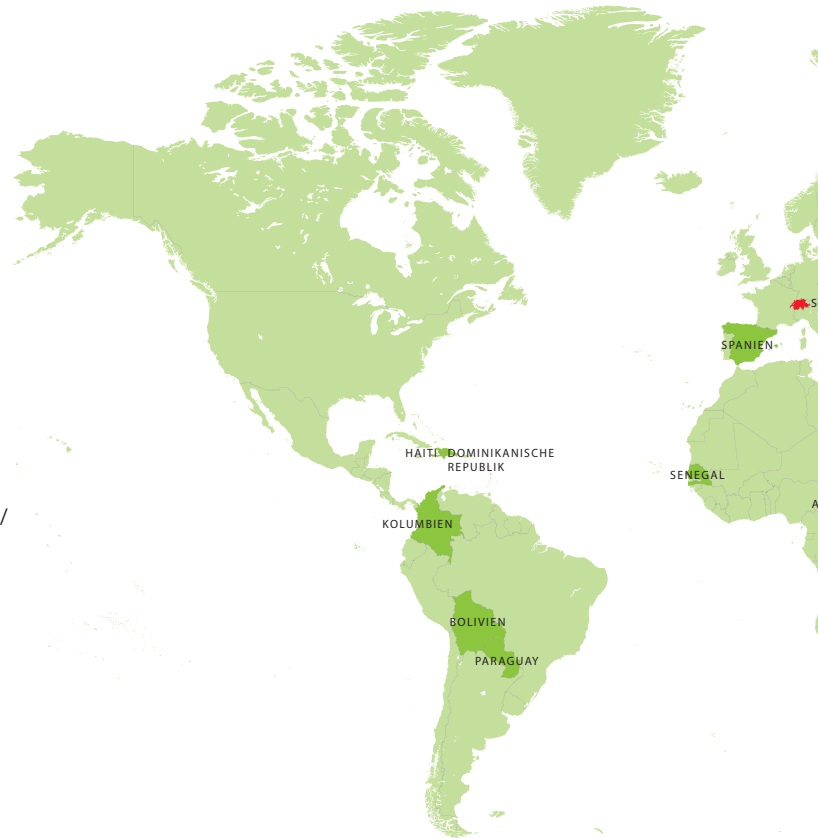 S
SPANIEN
HAITI DOMINIKANISCHE
REPUBLIK
SENEGAL
A
/
KOLUMBIEN
BOLIVIEN
PARAGUAY